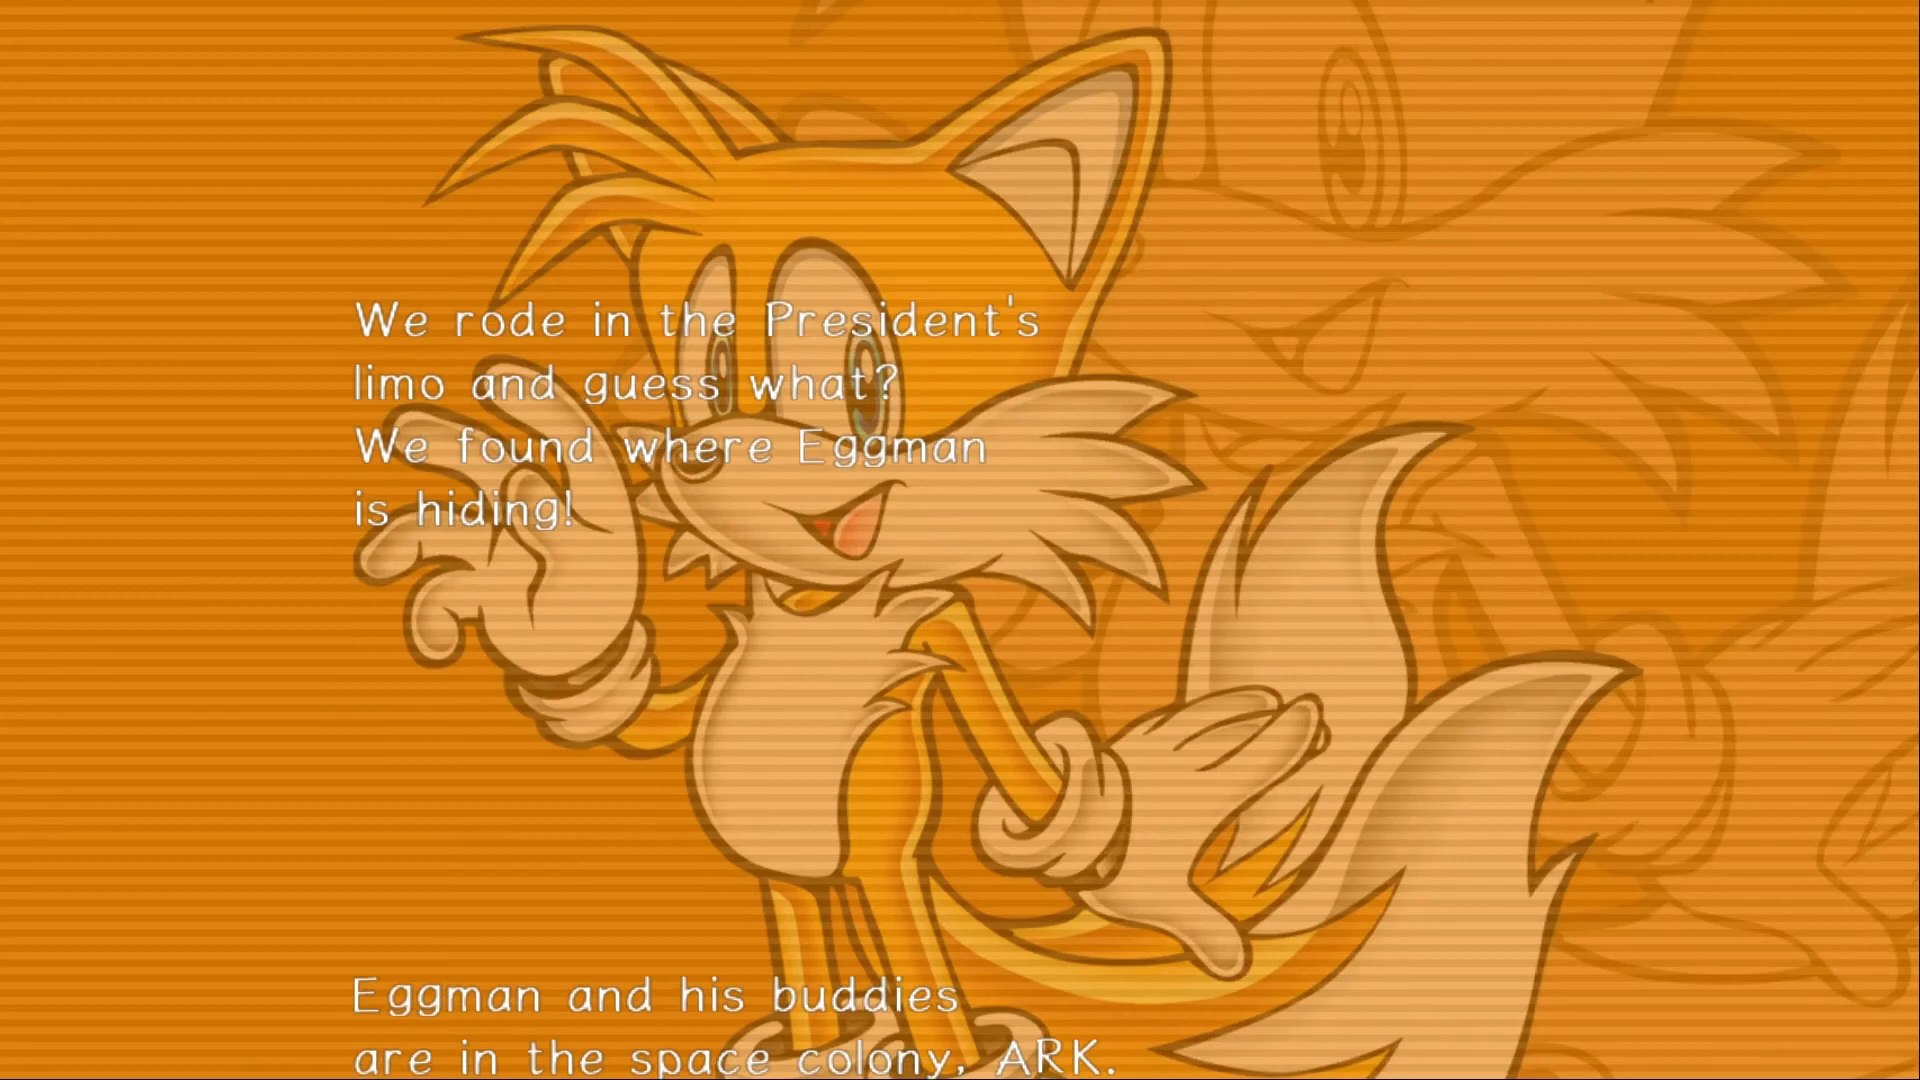 We rode in the President's
limo and guess what?
We found where Eggman
is hiding!
Eggman and his buddies
are in the space colony, ARK.